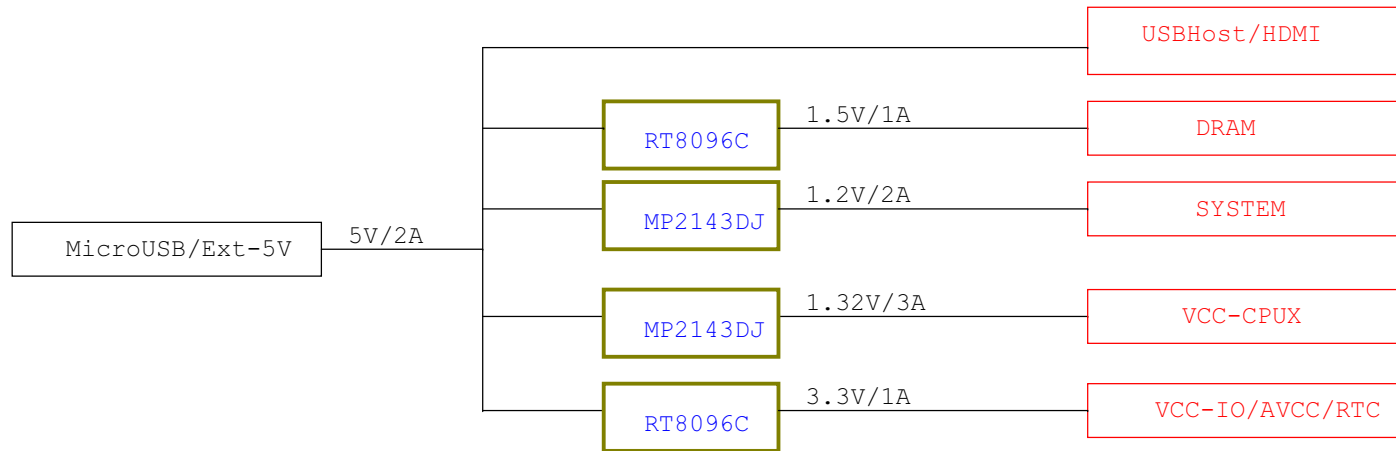 USBHost/HDMI
1.5V/1A
RT8096C
DRAM
1.2V/2A
MP2143DJ
SYSTEM
MicroUSB/Ext-5V
5V/2A
1.32V/3A
MP2143DJ
VCC-CPUX
3.3V/1A
RT8096C
VCC-IO/AVCC/RTC